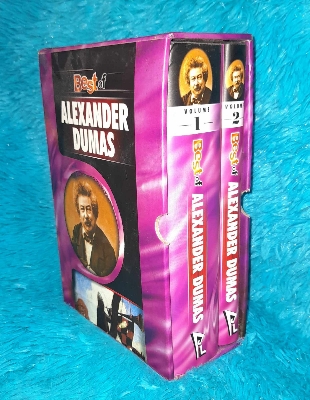 Best of
ALEXANDER
DUMAS
VOLUME
1
Best of
ALEXANDER DUMAS
VOLUME
2
Best of
ALEXANDER DUMAS